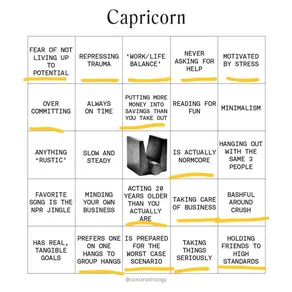 Capricorn
FEAR OF NOT
LIVING UP
TO
POTENTIAL
REPRESSING
TRAUMA
'WORK/LIFE
BALANCE'
NEVER
ASKING FOR
HELP
MOTIVATED
BY STRESS
OVER
COMMITTING
ALWAYS
ON TIME
PUTTING MORE
MONEY INTO
SAVINGS THAN
YOU TAKE OUT
READING FOR
FUN
MINIMALISM
ANYTHING
"RUSTIC"
SLOW AND
STEADY
IS ACTUALLY
NORMCORE
HANGING OUT
WITH THE
SAME 3
PEOPLE
FAVORITE
SONG IS THE
NPR JINGLE
MINDING
YOUR OWN
BUSINESS
ACTING 20
YEARS OLDER
THAN YOU
ACTUALLY
ARE
TAKING CARE
OF BUSINESS
BASHFUL
AROUND
CRUSH
HAS REAL,
TANGIBLE
GOALS
PREFERS ONE
ON ONE
HANGS TO
GROUP HANGS
IS PREPARED
FOR THE
WORST CASE
SCENARIO
TAKING
THINGS
SERIOUSLY
HOLDING
FRIENDS TO
HIGH
STANDARDS